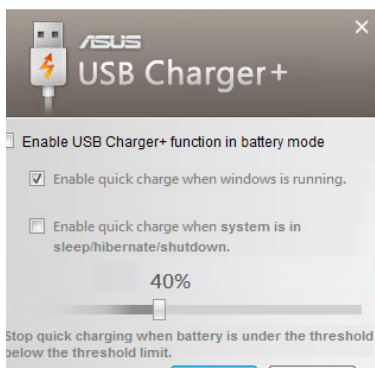 ASUS
USB Charger+
Enable USB Charger+ function in battery mode
Enable quick charge when windows is running.
Enable quick charge when system is in
sleep/hibernate/shutdown.
40%
Stop quick charging when battery is under the threshold
below the threshold limit.